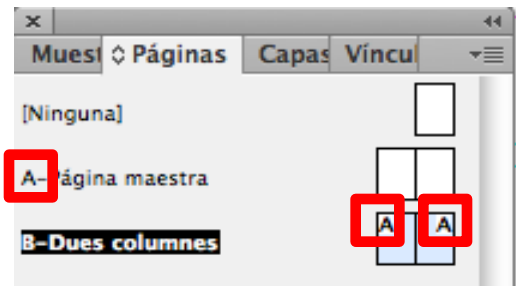 Muest Páginas Capas Víncul
[Ninguna]
A-Página maestra
A A
B-Dues columnes